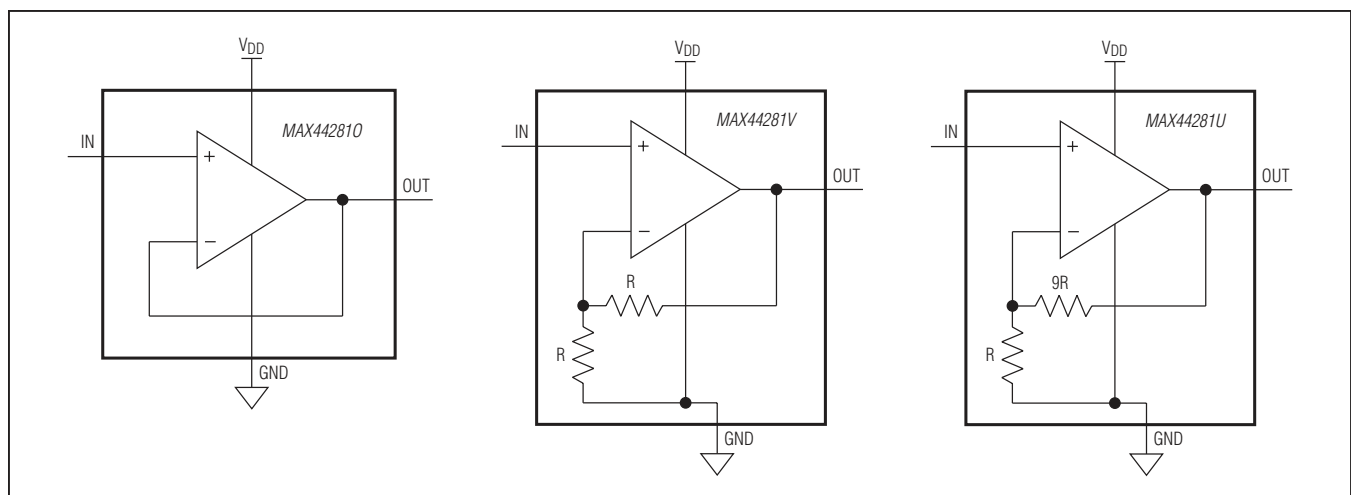 VDD
MAX44281O
IN
+
OUT
−
GND
VDD
MAX44281V
IN
+
OUT
−
R
R
GND
VDD
MAX44281U
IN
+
OUT
−
9R
R
GND